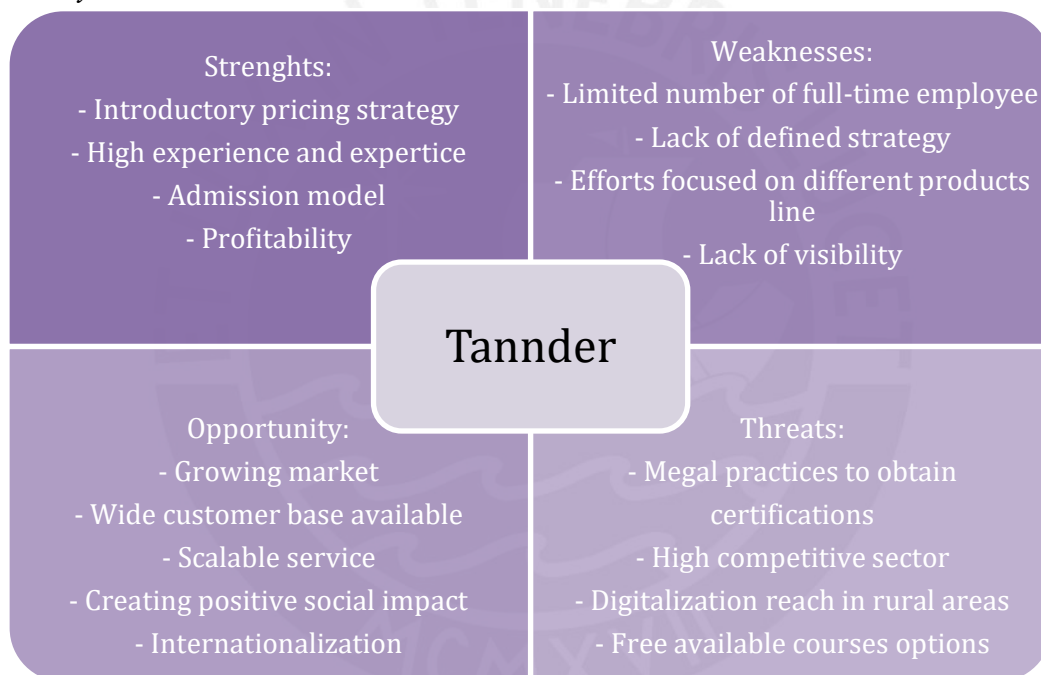 Strenghts:
- Introductory pricing strategy
- High experience and expertice
- Admission model
- Profitability
Weaknesses:
- Limited number of full-time employee
- Lack of defined strategy
- Efforts focused on different products
line
- Lack of visibility
Tannder
Opportunity:
- Growing market
- Wide customer base available
- Scalable service
- Creating positive social impact
- Internationalization
Threats:
- Megal practices to obtain
certifications
- High competitive sector
- Digitalization reach in rural areas
- Free available courses options